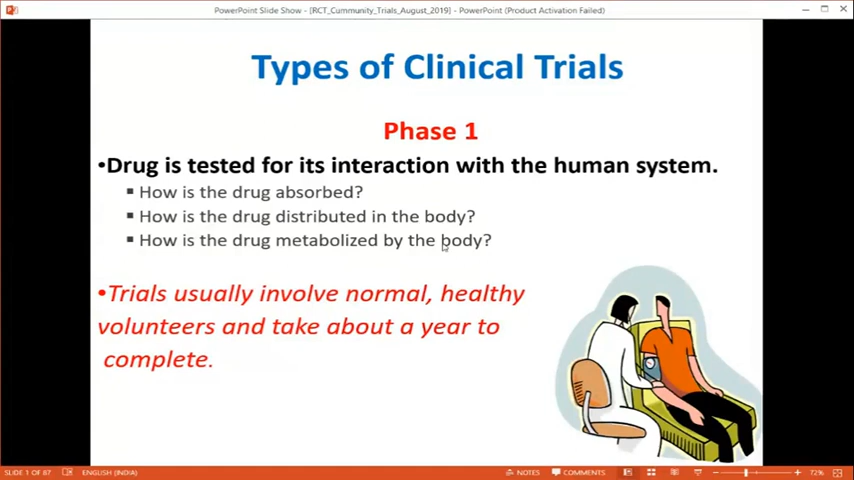 PowerPoint Slide Show - [RCT_Cummunity_Trials_August_2019] - PowerPoint (Product Activation Failed)
Types of Clinical Trials
Phase 1
•Drug is tested for its interaction with the human system.
▪ How is the drug absorbed?
▪ How is the drug distributed in the body?
▪ How is the drug metabolized by the body?
•Trials usually involve normal, healthy
volunteers and take about a year to
complete.
SLIDE 1 OF 87 ENGLISH (INDIA) NOTES COMMENTS 72%